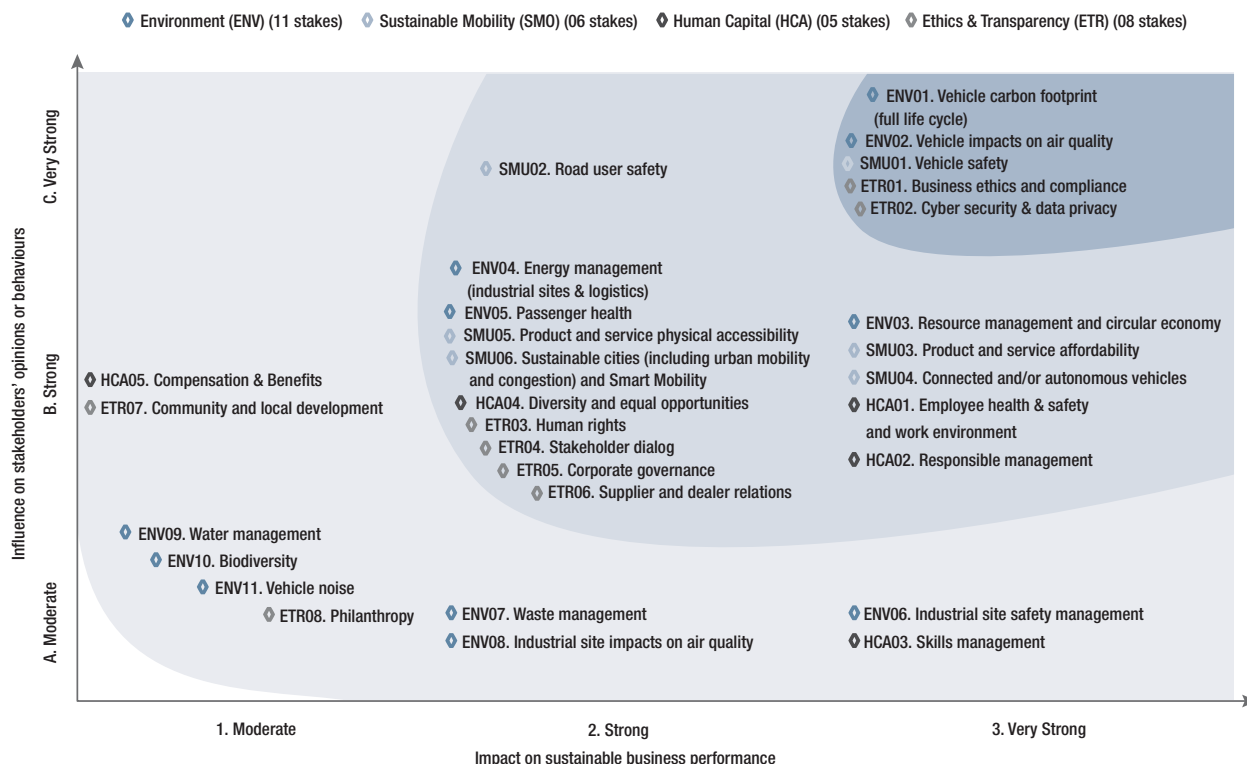 Environment (ENV) (11 stakes) Sustainable Mobility (SMO) (06 stakes) Human Capital (HCA) (05 stakes) Ethics & Transparency (ETR) (08 stakes)
Influence on stakeholders' opinions or behaviours
C. Very Strong
B. Strong
A. Moderate
ENV01. Vehicle carbon footprint
(full life cycle)
ENV02. Vehicle impacts on air quality
SMU01. Vehicle safety
ETR01. Business ethics and compliance
ETR02. Cyber security & data privacy
SMU02. Road user safety
ENV04. Energy management
(industrial sites & logistics)
ENV05. Passenger health
SMU05. Product and service physical accessibility
SMU06. Sustainable cities (including urban mobility
and congestion) and Smart Mobility
HCA04. Diversity and equal opportunities
ETR03. Human rights
ETR04. Stakeholder dialog
ETR05. Corporate governance
ETR06. Supplier and dealer relations
ENV03. Resource management and circular economy
SMU03. Product and service affordability
SMU04. Connected and/or autonomous vehicles
HCA01. Employee health & safety
and work environment
HCA02. Responsible management
HCA05. Compensation & Benefits
ETR07. Community and local development
ENV09. Water management
ENV10. Biodiversity
ENV11. Vehicle noise
ETR08. Philanthropy
ENV07. Waste management
ENV08. Industrial site impacts on air quality
ENV06. Industrial site safety management
HCA03. Skills management
1. Moderate
2. Strong
3. Very Strong
Impact on sustainable business performance